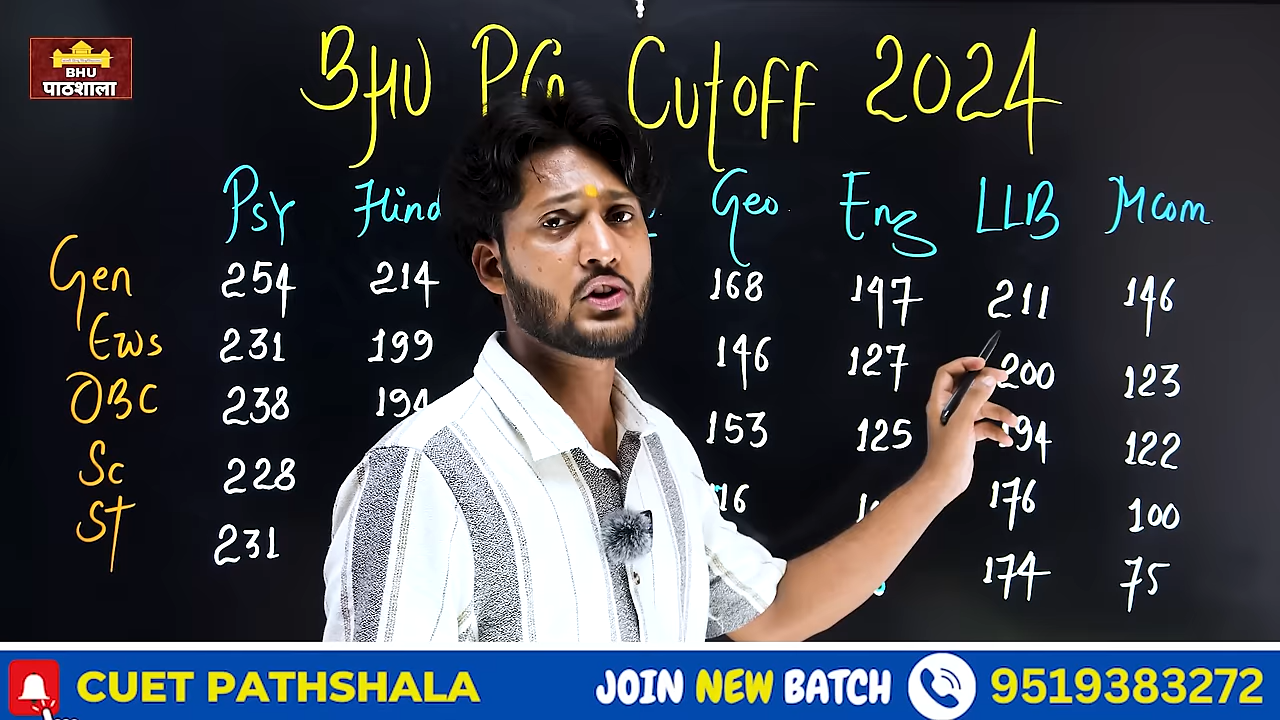 BHU
पाठशाला
BHU PG Cutoff 2024
Psy Geo Eng LLB Mcom
Gen 254 214 168 147 211 146
Ews 231 199 146 127 200 123
OBC 238 194 153 125 194 122
Sc 228 176 100
ST 231 174 75
CUET PATHSHALA JOIN NEW BATCH 9519383272